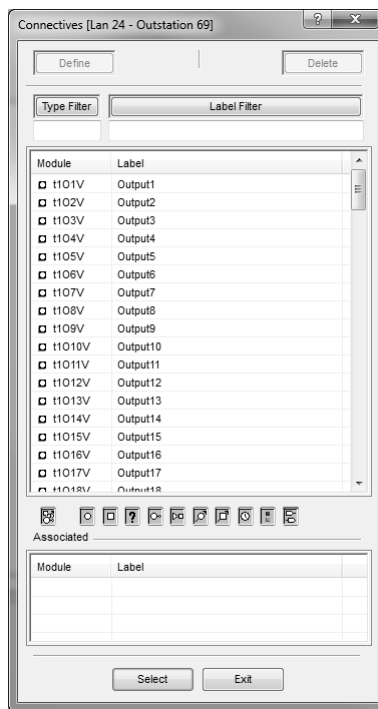 Connectives [Lan 24 - Outstation 69]
Define Delete
Type Filter Label Filter
Module Label
t1O1V Output1
t1O2V Output2
t1O3V Output3
t1O4V Output4
t1O5V Output5
t1O6V Output6
t1O7V Output7
t1O8V Output8
t1O9V Output9
t1O10V Output10
t1O11V Output11
t1O12V Output12
t1O13V Output13
t1O14V Output14
t1O15V Output15
t1O16V Output16
t1O17V Output17
t1O18V Output18
?
Associated
Module Label
Select Exit